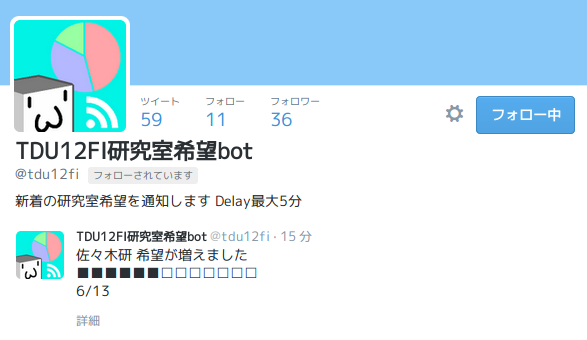 ツイート フォロー フォロワー
59 11 36
フォロー中
TDU12FI研究室希望bot
@tdu12fi フォローされています
新着の研究室希望を通知します Delay最大5分
TDU12FI研究室希望bot @tdu12fi · 15 分
佐々木研 希望が増えました
■■■■■■□□□□□□□
6/13
詳細